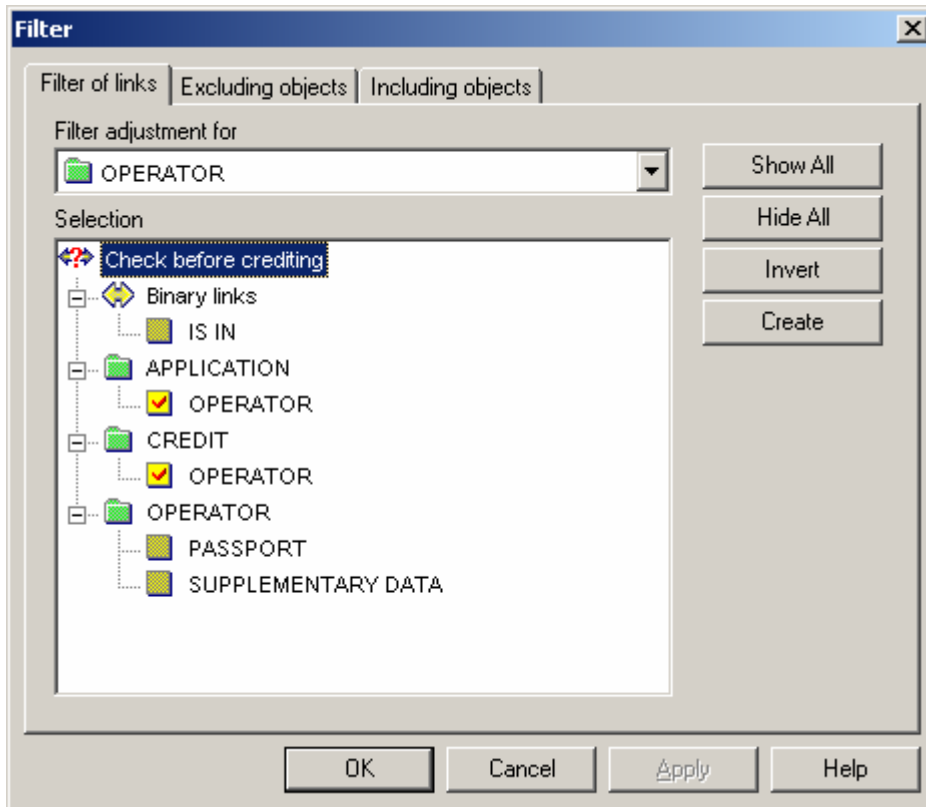 Filter
Filter of links Excluding objects Including objects
Filter adjustment for
OPERATOR
Show All
Selection
Hide All
Check before crediting
Invert
Binary links
Create
IS IN
APPLICATION
OPERATOR
CREDIT
OPERATOR
OPERATOR
PASSPORT
SUPPLEMENTARY DATA
OK Cancel Apply Help